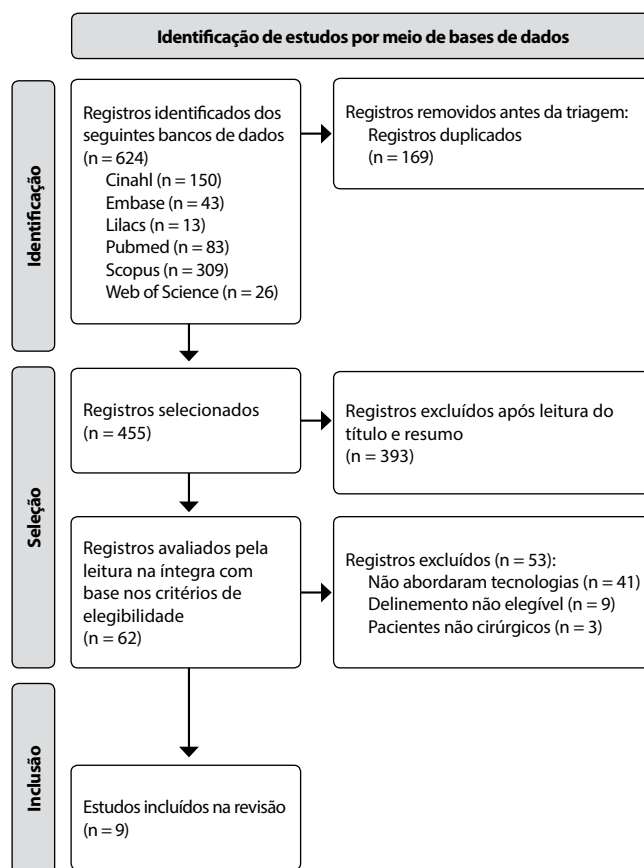 Identificação de estudos por meio de bases de dados
Identificação
Registros identificados dos
seguintes bancos de dados
(n = 624)
Cinahl (n = 150)
Embase (n = 43)
Lilacs (n = 13)
Pubmed (n = 83)
Scopus (n = 309)
Web of Science (n = 26)
Registros removidos antes da triagem:
Registros duplicados
(n = 169)
Seleção
Registros selecionados
(n = 455)
Registros excluídos após leitura do
título e resumo
(n = 393)
Registros avaliados pela
leitura na íntegra com
base nos critérios de
elegibilidade
(n = 62)
Registros excluídos (n = 53):
Não abordaram tecnologias (n = 41)
Delinemento não elegível (n = 9)
Pacientes não cirúrgicos (n = 3)
Inclusão
Estudos incluídos na revisão
(n = 9)